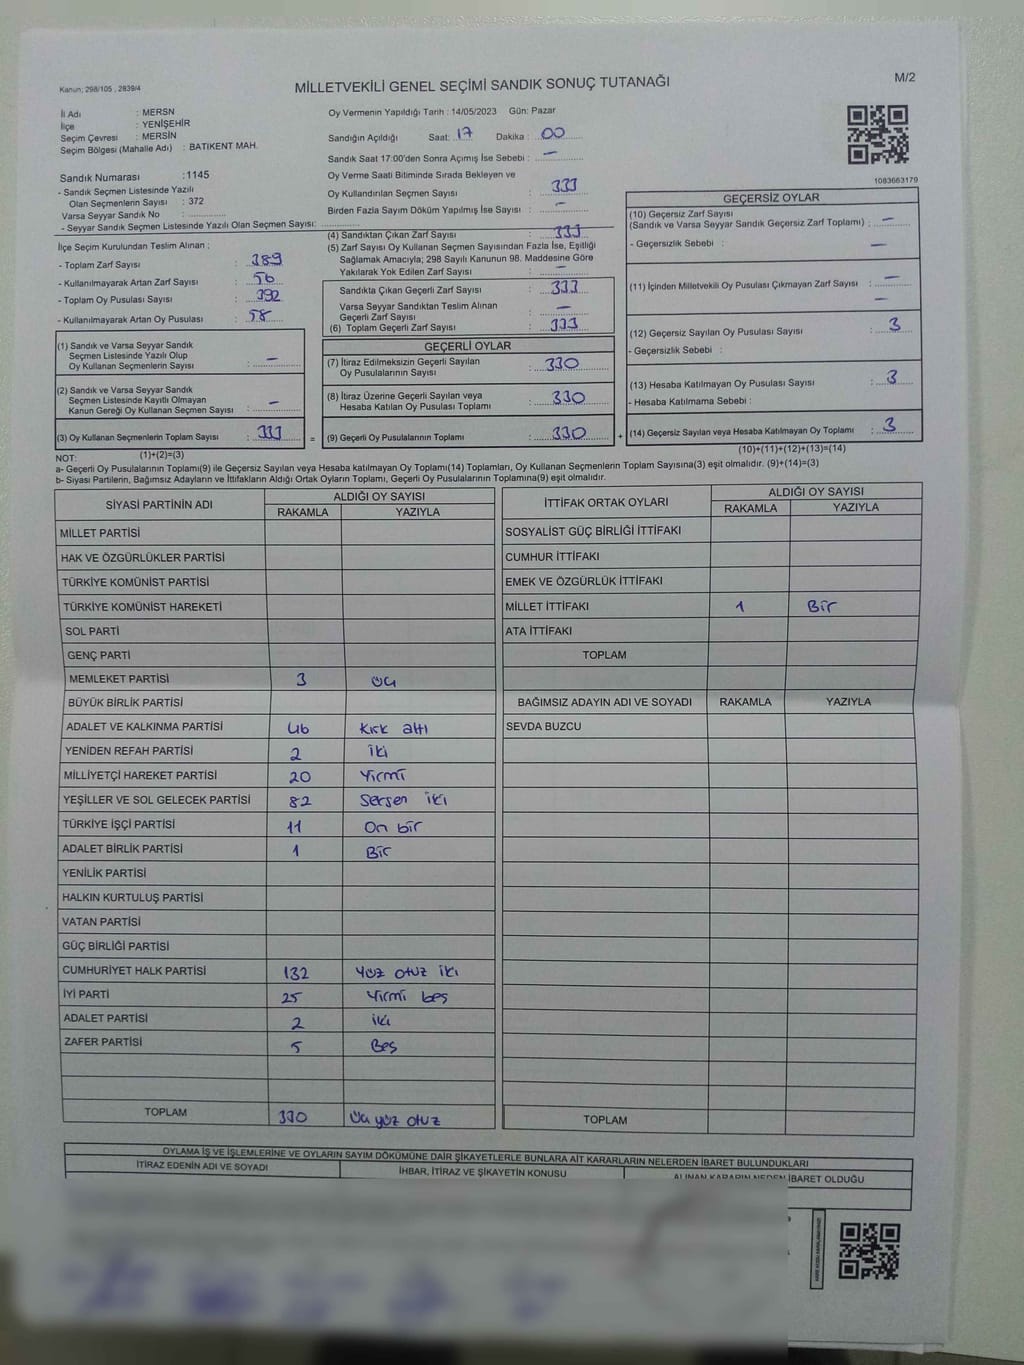 Kanun; 298/105 , 2839/4
MİLLETVEKİLİ GENEL SEÇİMİ SANDIK SONUÇ TUTANAĞI
M/2
İl Adı : MERSN
İlçe : YENİŞEHİR
Seçim Çevresi : MERSİN
Seçim Bölgesi (Mahalle Adı) : BATIKENT MAH.
Sandık Numarası :1145
- Sandık Seçmen Listesinde Yazılı
Olan Seçmenlerin Sayısı : 372
Varsa Seyyar Sandık No :
- Seyyar Sandık Seçmen Listesinde Yazılı Olan Seçmen Sayısı:
Oy Vermenin Yapıldığı Tarih : 14/05/2023 Gün: Pazar
Sandığın Açıldığı Saat: 17 Dakika : 00
Sandık Saat 17:00'den Sonra Açımış İse Sebebi : —
Oy Verme Saati Bitiminde Sırada Bekleyen ve
Oy Kullandırılan Seçmen Sayısı : 333
Birden Fazla Sayım Döküm Yapılmış İse Sayısı : —
1083663179
İlçe Seçim Kurulundan Teslim Alınan ;
- Toplam Zarf Sayısı : 389
- Kullanılmayarak Artan Zarf Sayısı : 56
- Toplam Oy Pusulası Sayısı : 392
- Kullanılmayarak Artan Oy Pusulası : 58
(1) Sandık ve Varsa Seyyar Sandık
Seçmen Listesinde Yazılı Olup
Oy Kullanan Seçmenlerin Sayısı : —
(2) Sandık ve Varsa Seyyar Sandık
Seçmen Listesinde Kayıtlı Olmayan
Kanun Gereği Oy Kullanan Seçmen Sayısı : —
(3) Oy Kullanan Seçmenlerin Toplam Sayısı : 333 =
(4) Sandıktan Çıkan Zarf Sayısı : 333
(5) Zarf Sayısı Oy Kullanan Seçmen Sayısından Fazla İse, Eşitliği
Sağlamak Amacıyla; 298 Sayılı Kanunun 98. Maddesine Göre
Yakılarak Yok Edilen Zarf Sayısı : —
Sandıkta Çıkan Geçerli Zarf Sayısı : 333
Varsa Seyyar Sandıktan Teslim Alınan
Geçerli Zarf Sayısı : —
(6) Toplam Geçerli Zarf Sayısı : 333
GEÇERLİ OYLAR
(7) İtiraz Edilmeksizin Geçerli Sayılan
Oy Pusulalarının Sayısı : 330
(8) İtiraz Üzerine Geçerli Sayılan veya
Hesaba Katılan Oy Pusulası Toplamı : 330
(9) Geçerli Oy Pusulalarının Toplamı : 330 +
GEÇERSİZ OYLAR
(10) Geçersiz Zarf Sayısı
(Sandık ve Varsa Seyyar Sandık Geçersiz Zarf Toplamı) : —
- Geçersizlik Sebebi : —
(11) İçinden Milletvekili Oy Pusulası Çıkmayan Zarf Sayısı : —
—
(12) Geçersiz Sayılan Oy Pusulası Sayısı : 3
- Geçersizlik Sebebi :
(13) Hesaba Katılmayan Oy Pusulası Sayısı : 3
- Hesaba Katılmama Sebebi :
(14) Geçersiz Sayılan veya Hesaba Katılmayan Oy Toplamı : 3
NOT: (1)+(2)=(3) (10)+(11)+(12)+(13)=(14)
a- Geçerli Oy Pusulalarının Toplamı(9) ile Geçersiz Sayılan veya Hesaba katılmayan Oy Toplamı(14) Toplamları, Oy Kullanan Seçmenlerin Toplam Sayısına(3) eşit olmalıdır. (9)+(14)=(3)
b- Siyasi Partilerin, Bağımsız Adayların ve İttifakların Aldığı Ortak Oyların Toplamı, Geçerli Oy Pusulalarının Toplamına(9) eşit olmalıdır.
SİYASİ PARTİNİN ADI ALDIĞI OY SAYISI
RAKAMLA YAZIYLA
MİLLET PARTİSİ
HAK VE ÖZGÜRLÜKLER PARTİSİ
TÜRKİYE KOMÜNİST PARTİSİ
TÜRKİYE KOMÜNİST HAREKETİ
SOL PARTİ
GENÇ PARTİ
MEMLEKET PARTİSİ 3 üç
BÜYÜK BİRLİK PARTİSİ
ADALET VE KALKINMA PARTİSİ 46 Kırk altı
YENİDEN REFAH PARTİSİ 2 iki
MİLLİYETÇİ HAREKET PARTİSİ 20 Yirmi
YEŞİLLER VE SOL GELECEK PARTİSİ 82 Seksen iki
TÜRKİYE İŞÇİ PARTİSİ 11 On bir
ADALET BİRLİK PARTİSİ 1 Bir
YENİLİK PARTİSİ
HALKIN KURTULUŞ PARTİSİ
VATAN PARTİSİ
GÜÇ BİRLİĞİ PARTİSİ
CUMHURİYET HALK PARTİSİ 132 Yüz otuz iki
İYİ PARTİ 25 Yirmi beş
ADALET PARTİSİ 2 iki
ZAFER PARTİSİ 5 Beş
TOPLAM 330 Üç yüz otuz
İTTİFAK ORTAK OYLARI ALDIĞI OY SAYISI
RAKAMLA YAZIYLA
SOSYALİST GÜÇ BİRLİĞİ İTTİFAKI
CUMHUR İTTİFAKI
EMEK VE ÖZGÜRLÜK İTTİFAKI
MİLLET İTTİFAKI 1 Bir
ATA İTTİFAKI
TOPLAM
BAĞIMSIZ ADAYIN ADI VE SOYADI RAKAMLA YAZIYLA
SEVDA BUZCU
TOPLAM
OYLAMA İŞ VE İŞLEMLERİNE VE OYLARIN SAYIM DÖKÜMÜNE DAİR ŞİKAYETLERLE BUNLARA AİT KARARLARIN NELERDEN İBARET BULUNDUKLARI
İTİRAZ EDENİN ADI VE SOYADI İHBAR, İTİRAZ VE ŞİKAYETİN KONUSU ALINAN KARARIN NEDEN İBARET OLDUĞU